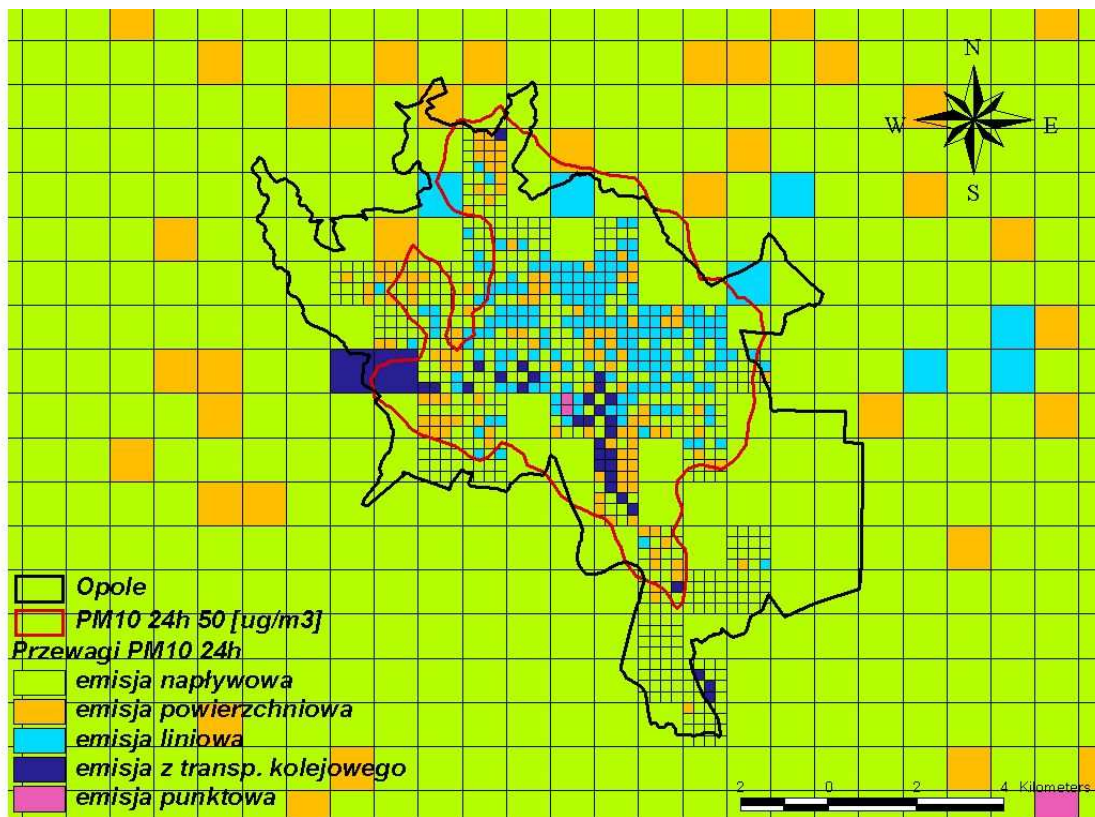 N
W E
S
Opole
PM10 24h 50 [ug/m3]
Przewagi PM10 24h
emisja napływowa
emisja powierzchniowa
emisja liniowa
emisja z transp. kolejowego
emisja punktowa
2 0 2 4 Kilometers